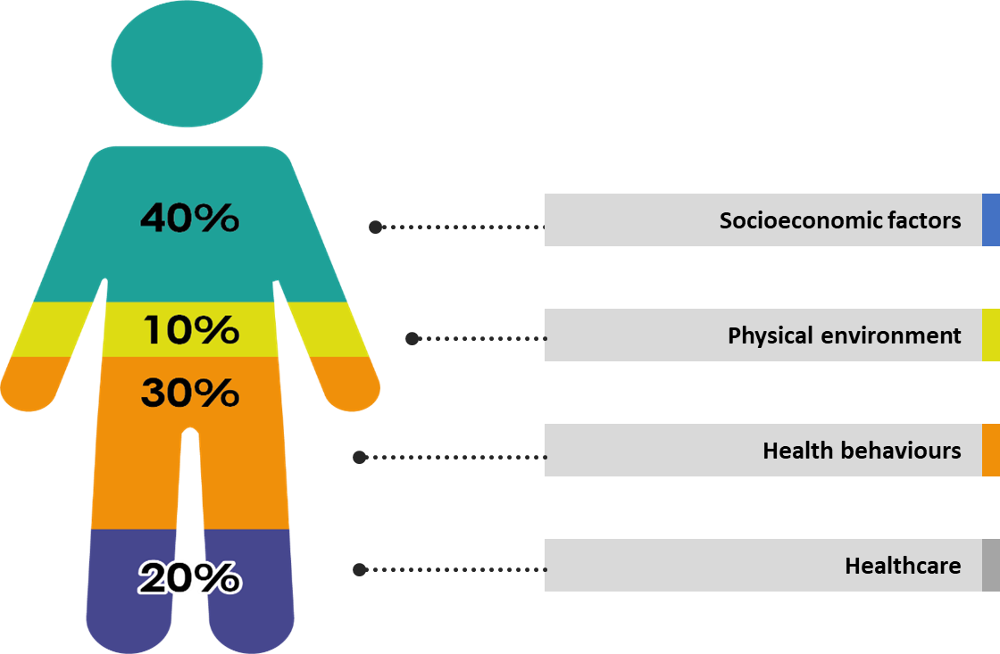 40%
Socioeconomic factors
10%
Physical environment
30%
Health behaviours
20%
Healthcare